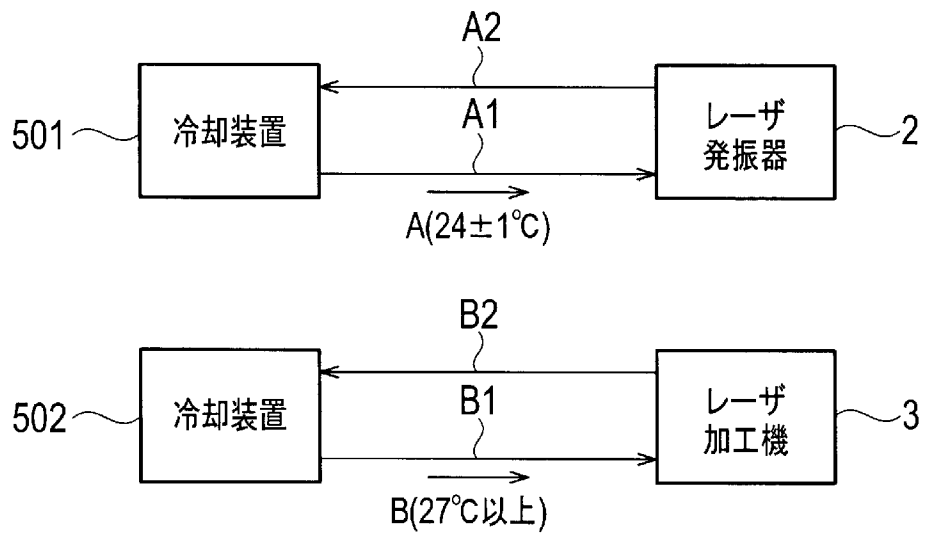 A2
501
冷却装置
A1
レーザ
発振器
2
A(24±1℃)
B2
502
冷却装置
B1
レーザ
加工機
3
B(27℃以上)